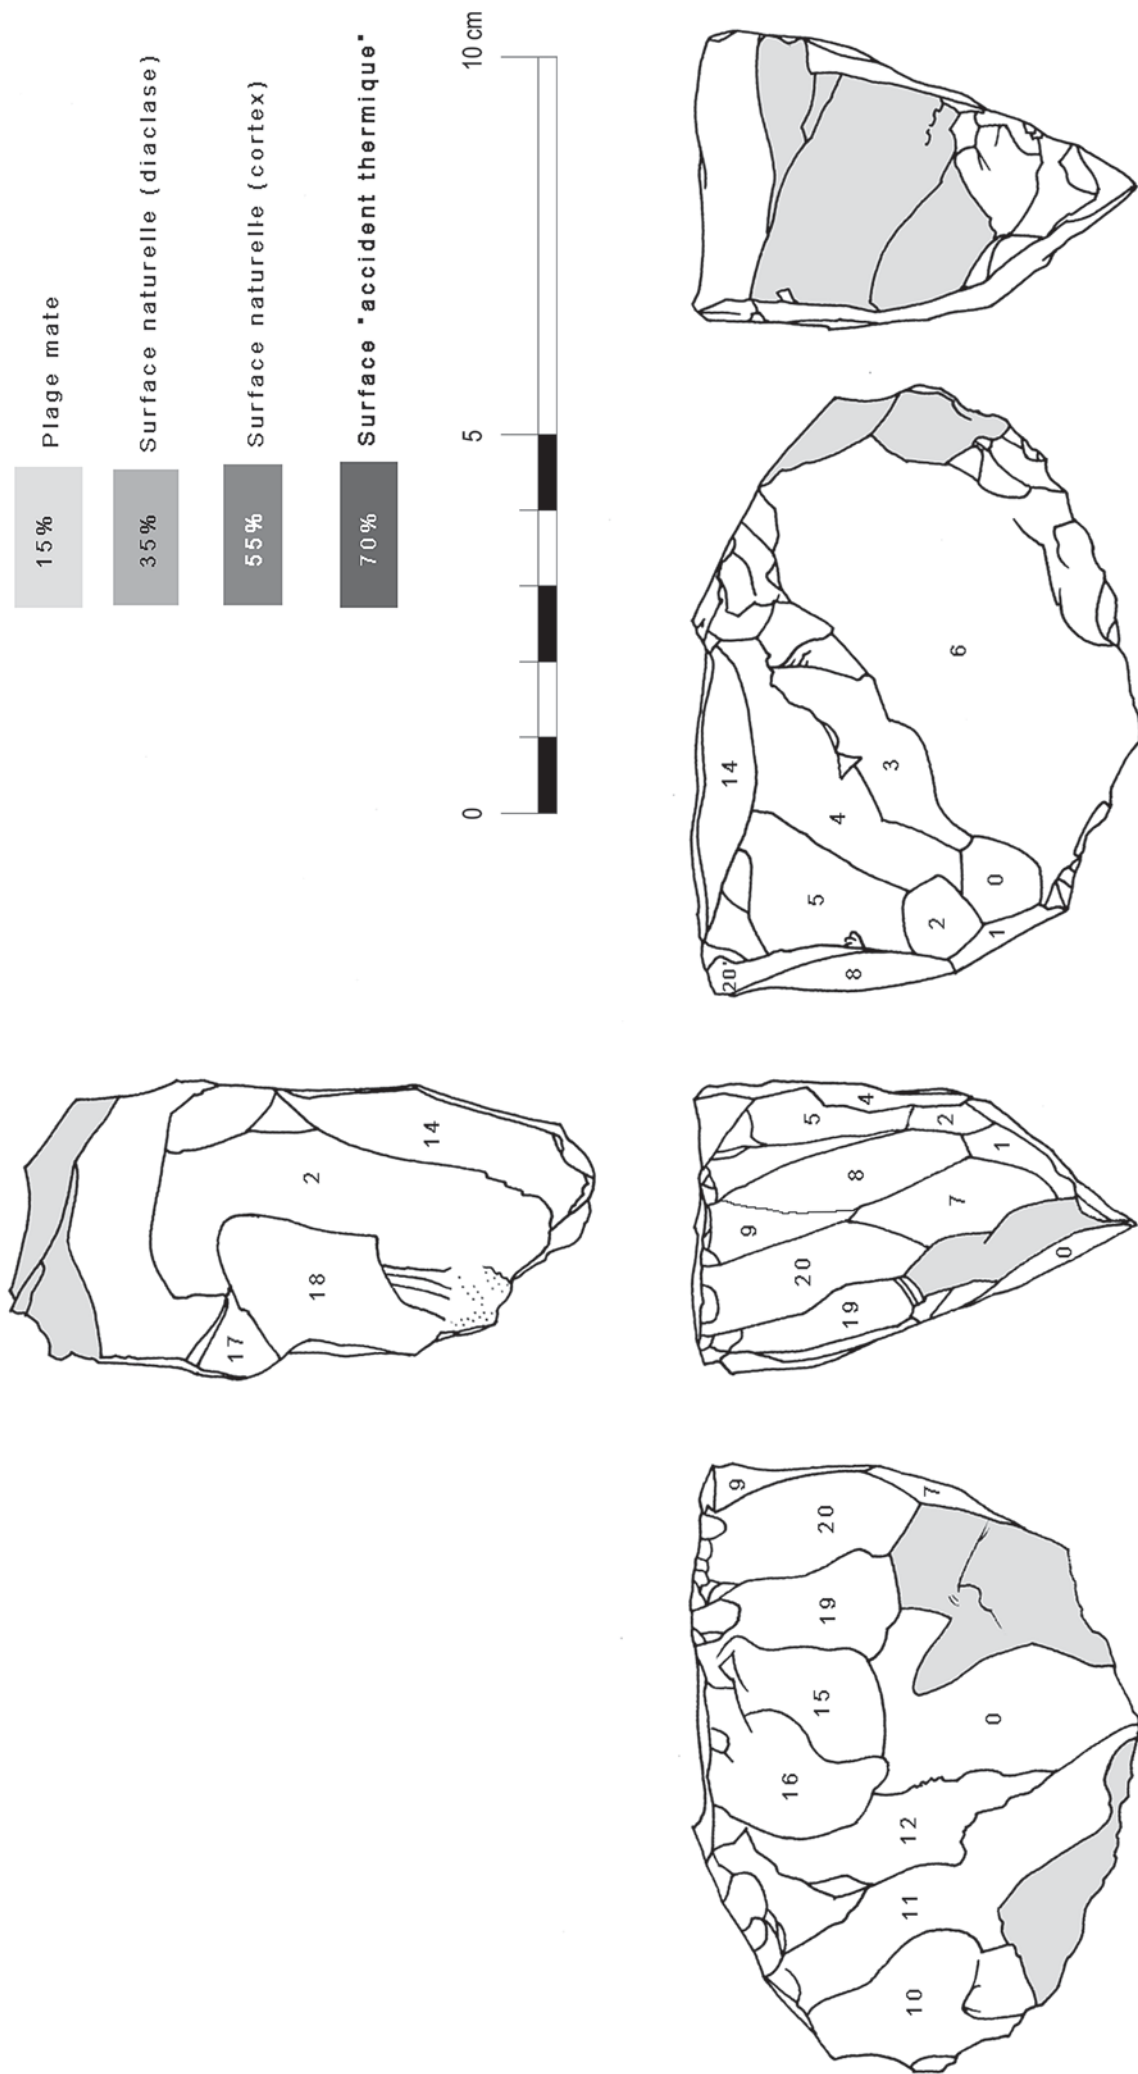 15% Plage mate
35% Surface naturelle (diaclase)
55% Surface naturelle (cortex)
70% Surface "accident thermique"
0 5 10 cm
17
18 2
14
9
16 15 19 20
10 11 12 7
0
9
20 5
19 8 4
7 2
1
0
20' 14
5 4
8 3
2 6
1 0